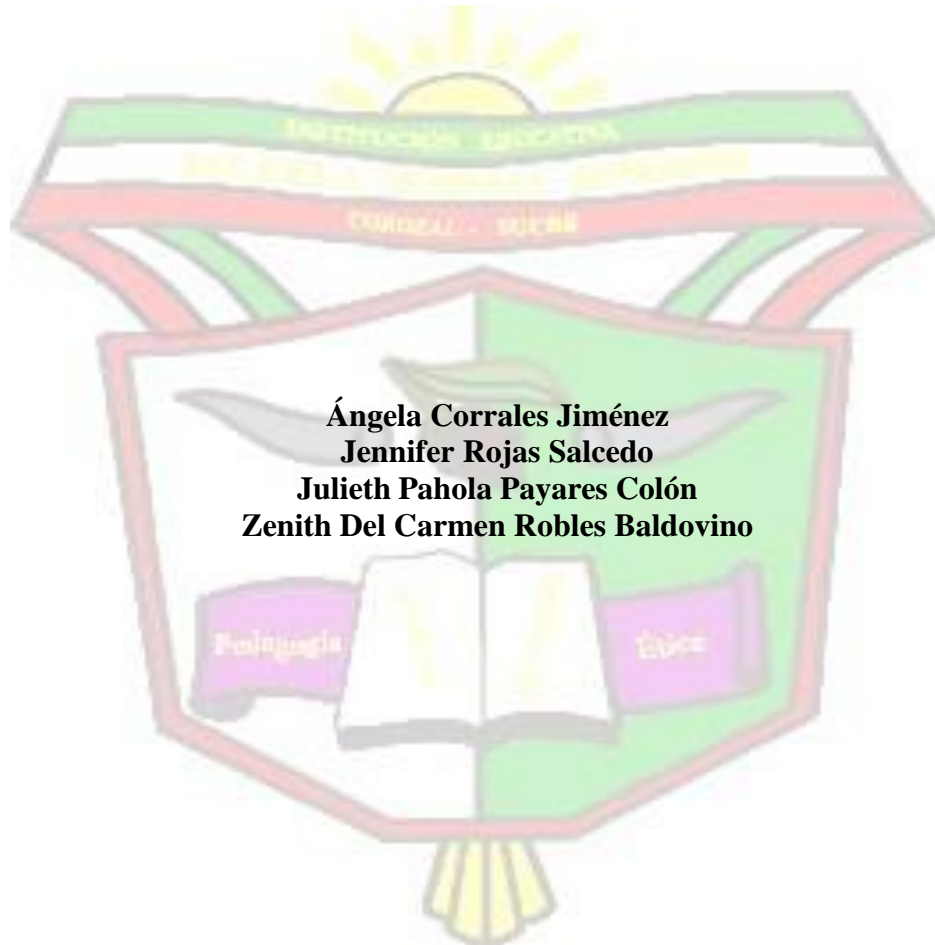 INSTITUCIÓN EDUCATIVA
COROZAL - SUCRE
Ángela Corrales Jiménez
Jennifer Rojas Salcedo
Julieth Pahola Payares Colón
Zenith Del Carmen Robles Baldovino
Pedagogía
Ética